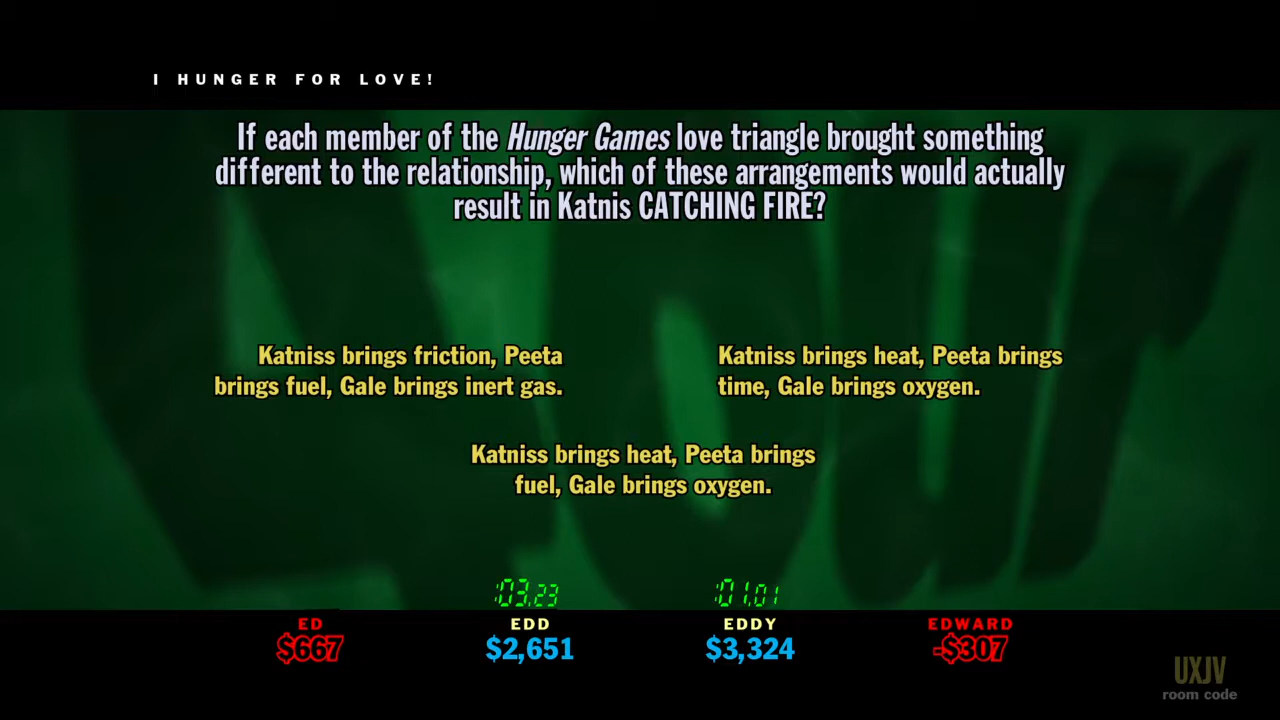 I HUNGER FOR LOVE!
If each member of the Hunger Games love triangle brought something
different to the relationship, which of these arrangements would actually
result in Katnis CATCHING FIRE?
Katniss brings friction, Peeta
brings fuel, Gale brings inert gas.
Katniss brings heat, Peeta brings
time, Gale brings oxygen.
Katniss brings heat, Peeta brings
fuel, Gale brings oxygen.
:03.23
:01.01
ED
$667
EDD
$2,651
EDDY
$3,324
EDWARD
-$307
UXJV
room code